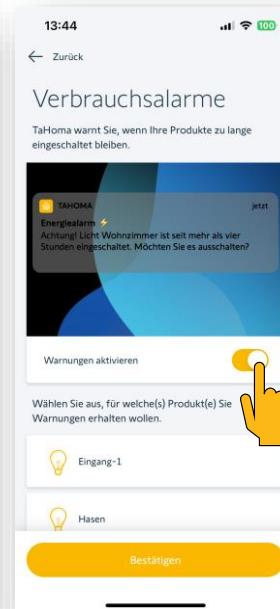 13:44
100
Zurück
Verbrauchsalarme
TaHoma warnt Sie, wenn Ihre Produkte zu lange
eingeschaltet bleiben.
TAHOMA
jetzt
Energiealarm ⚡
Achtung! Licht Wohnzimmer ist seit mehr als vier
Stunden eingeschaltet. Möchten Sie es ausschalten?
Warnungen aktivieren
Wählen Sie aus, für welche(s) Produkt(e) Sie
Warnungen erhalten wollen.
Eingang-1
Hasen
Bestätigen